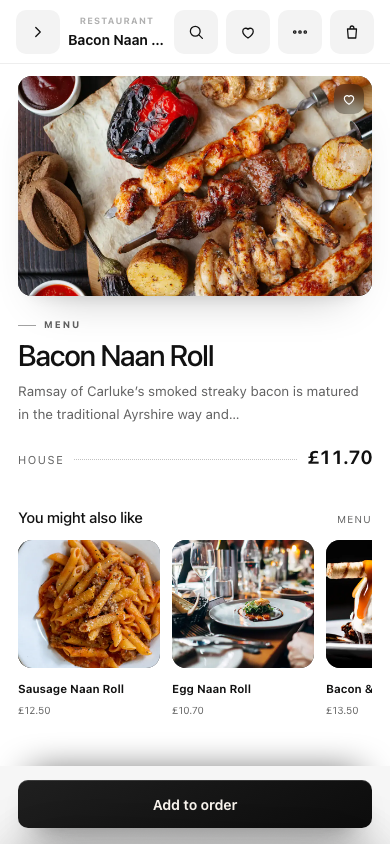 RESTAURANT
Bacon Naan ...
MENU
Bacon Naan Roll
Ramsay of Carluke's smoked streaky bacon is matured
in the traditional Ayrshire way and...
HOUSE £11.70
You might also like MENU
Sausage Naan Roll Egg Naan Roll Bacon &
£12.50 £10.70 £13.50
Add to order